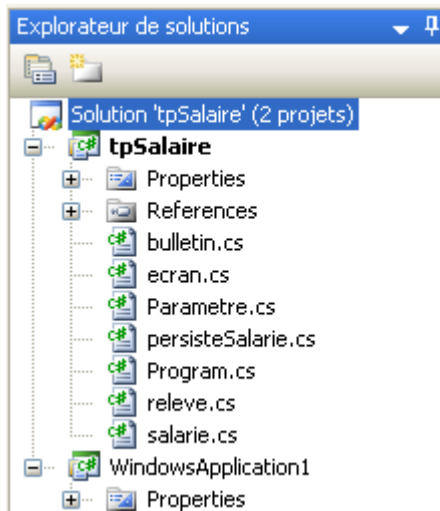 Explorateur de solutions
Solution 'tpSalaire' (2 projets)
tpSalaire
Properties
References
bulletin.cs
ecran.cs
Parametre.cs
persisteSalarie.cs
Program.cs
releve.cs
salarie.cs
WindowsApplication1
Properties